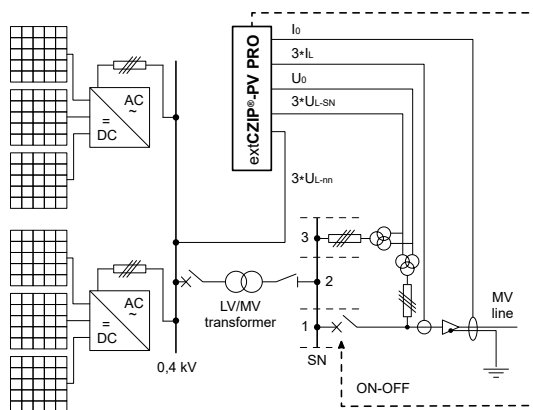 extCZIP®-PV PRO
I0
3*IL
U0
3*UL-SN
3*UL-nn
AC
~
=
DC
AC
~
=
DC
3
2
1
LV/MV
transformer
MV
line
SN
0,4 kV
ON-OFF